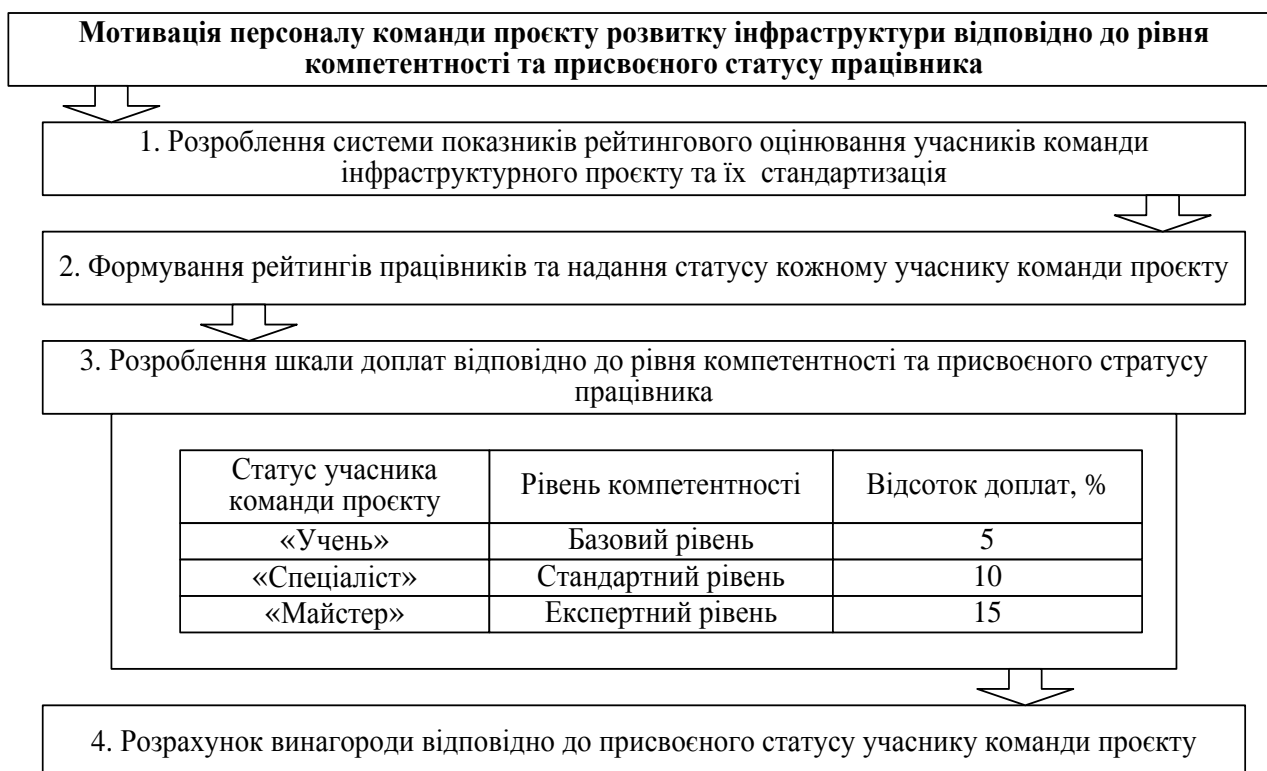 Мотивація персоналу команди проєкту розвитку інфраструктури відповідно до рівня
компетентності та присвоєного статусу працівника
1. Розроблення системи показників рейтингового оцінювання учасників команди
інфраструктурного проєкту та їх стандартизація
2. Формування рейтингів працівників та надання статусу кожному учаснику команди проєкту
3. Розроблення шкали доплат відповідно до рівня компетентності та присвоєного стратусу
працівника
Статус учасника
команди проєкту
Рівень компетентності
Відсоток доплат, %
«Учень»
Базовий рівень
5
«Спеціаліст»
Стандартний рівень
10
«Майстер»
Експертний рівень
15
4. Розрахунок винагороди відповідно до присвоєного статусу учаснику команди проєкту